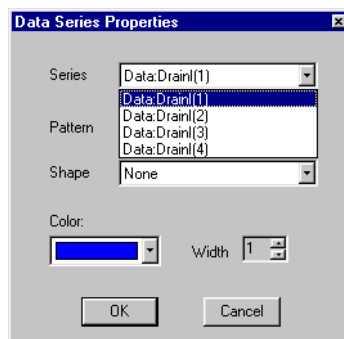 Data Series Properties
Series
Data:DrainI(1)
Data:DrainI(1)
Data:DrainI(2)
Data:DrainI(3)
Data:DrainI(4)
Pattern
Shape
None
Color:
Width
1
OK
Cancel